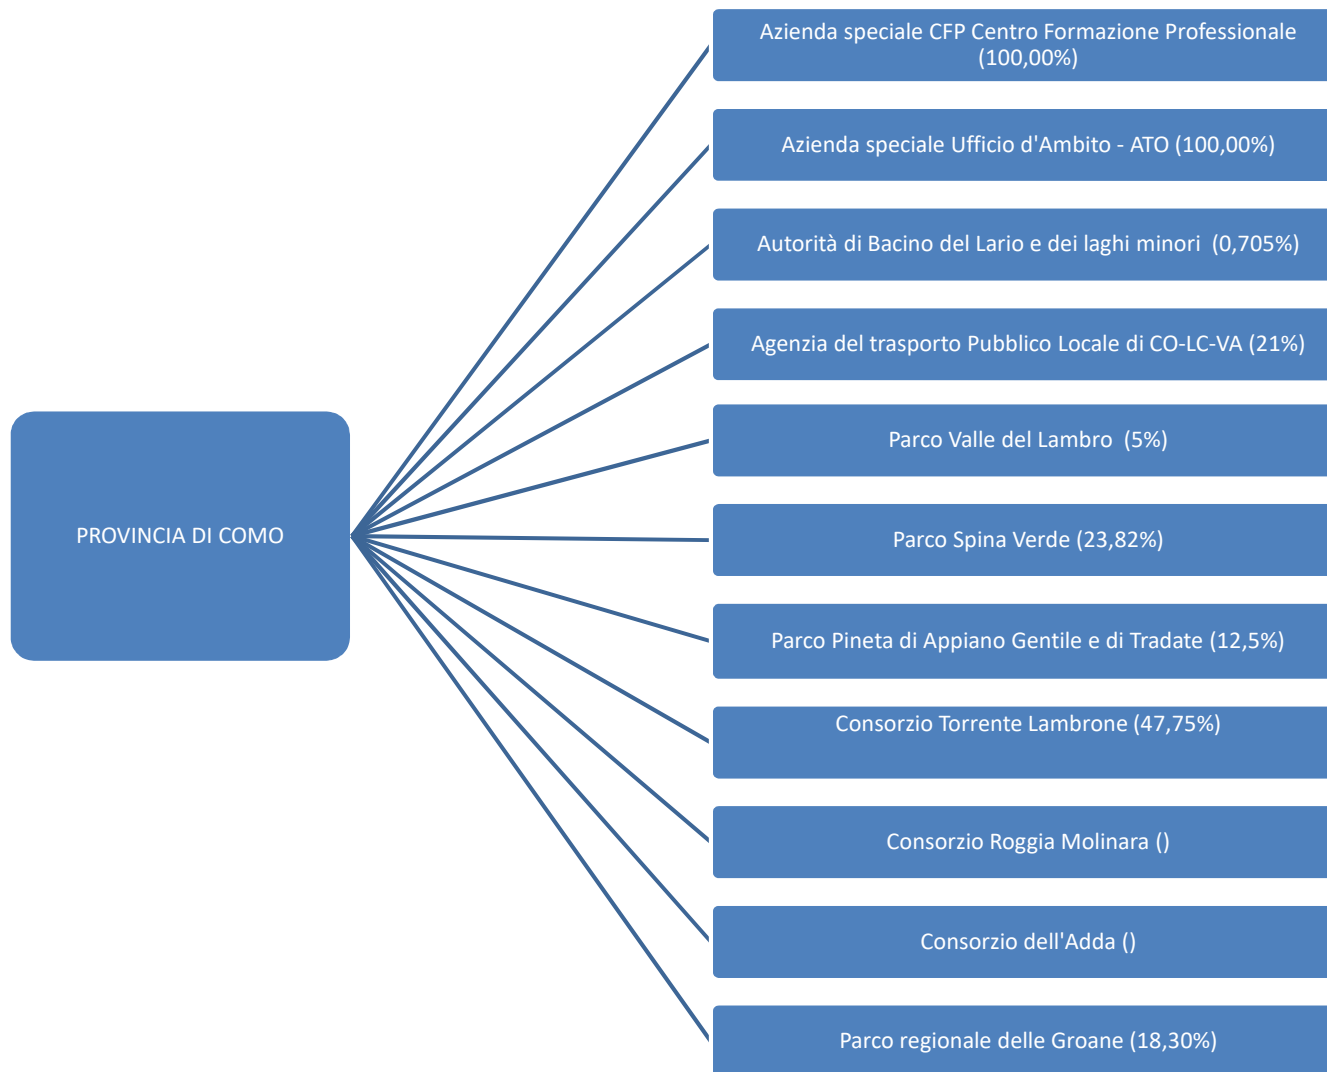 Azienda speciale CFP Centro Formazione Professionale
(100,00%)
Azienda speciale Ufficio d'Ambito - ATO (100,00%)
Autorità di Bacino del Lario e dei laghi minori  (0,705%)
Agenzia del trasporto Pubblico Locale di CO-LC-VA (21%)
Parco Valle del Lambro  (5%)
PROVINCIA DI COMO
Parco Spina Verde (23,82%)
Parco Pineta di Appiano Gentile e di Tradate (12,5%)
Consorzio Torrente Lambrone (47,75%)
Consorzio Roggia Molinara ()
Consorzio dell'Adda ()
Parco regionale delle Groane (18,30%)